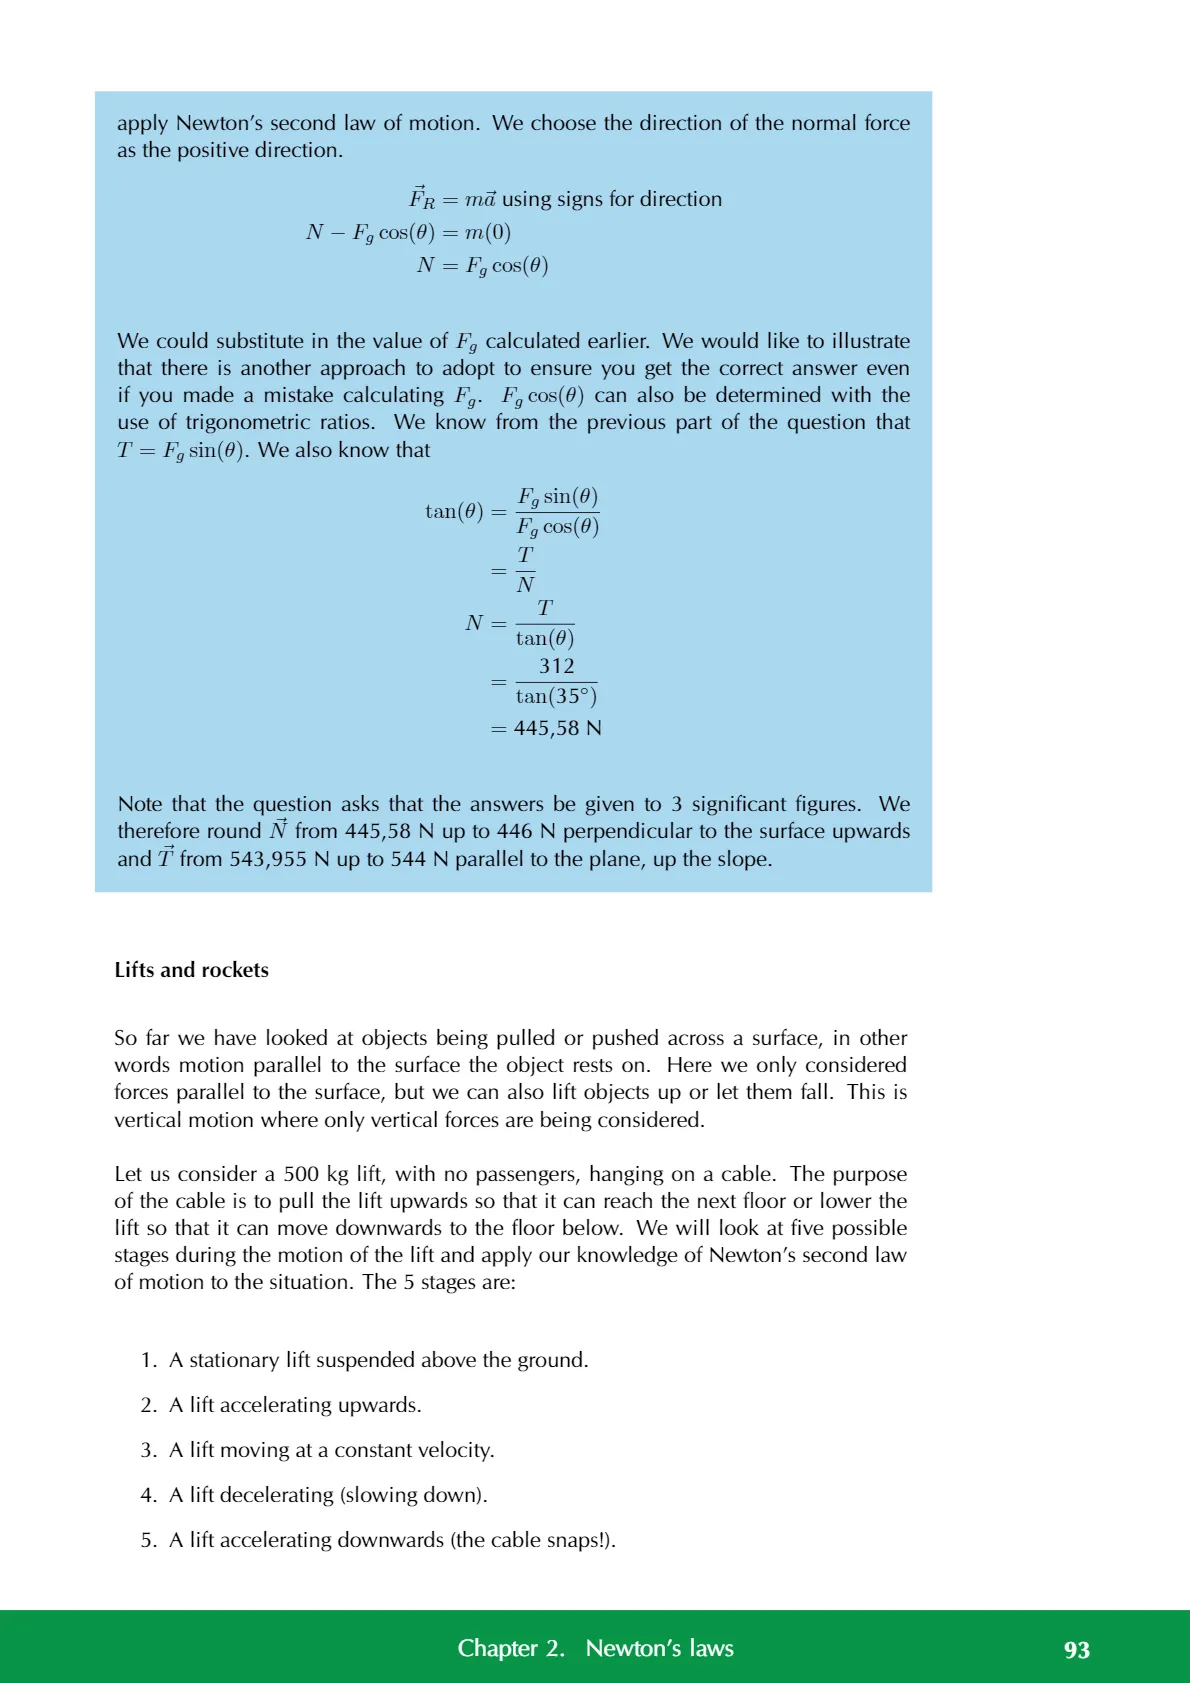 apply Newton's second law of motion. We choose the direction of the normal force
as the positive direction.
$\vec{F}_R = m\vec{a}$ using signs for direction
$N - F_g \cos(\theta) = m(0)$
$N = F_g \cos(\theta)$
We could substitute in the value of $F_g$ calculated earlier. We would like to illustrate
that there is another approach to adopt to ensure you get the correct answer even
if you made a mistake calculating $F_g$. $F_g \cos(\theta)$ can also be determined with the
use of trigonometric ratios. We know from the previous part of the question that
$T = F_g \sin(\theta)$. We also know that
$\tan(\theta) = \frac{F_g \sin(\theta)}{F_g \cos(\theta)}$
$= \frac{T}{N}$
$N = \frac{T}{\tan(\theta)}$
$= \frac{312}{\tan(35°)}$
= 445,58 N
Note that the question asks that the answers be given to 3 significant figures. We
therefore round $\vec{N}$ from 445,58 N up to 446 N perpendicular to the surface upwards
and $\vec{T}$ from 543,955 N up to 544 N parallel to the plane, up the slope.
Lifts and rockets
So far we have looked at objects being pulled or pushed across a surface, in other
words motion parallel to the surface the object rests on. Here we only considered
forces parallel to the surface, but we can also lift objects up or let them fall. This is
vertical motion where only vertical forces are being considered.
Let us consider a 500 kg lift, with no passengers, hanging on a cable. The purpose
of the cable is to pull the lift upwards so that it can reach the next floor or lower the
lift so that it can move downwards to the floor below. We will look at five possible
stages during the motion of the lift and apply our knowledge of Newton's second law
of motion to the situation. The 5 stages are:
1. A stationary lift suspended above the ground.
2. A lift accelerating upwards.
3. A lift moving at a constant velocity.
4. A lift decelerating (slowing down).
5. A lift accelerating downwards (the cable snaps!).
Chapter 2. Newton's laws
93